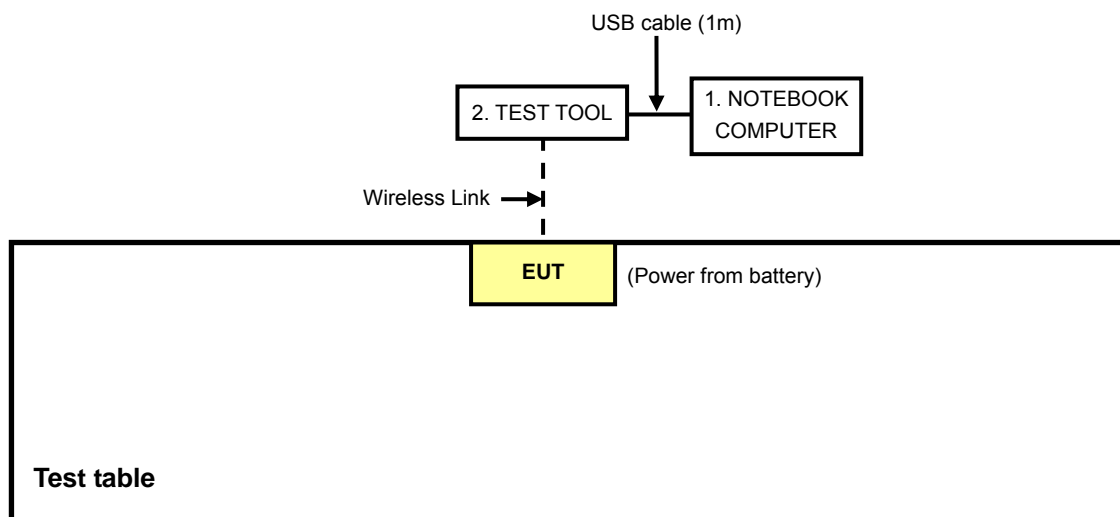 USB cable (1m)
2. TEST TOOL
1. NOTEBOOK
COMPUTER
Wireless Link
EUT
(Power from battery)
Test table